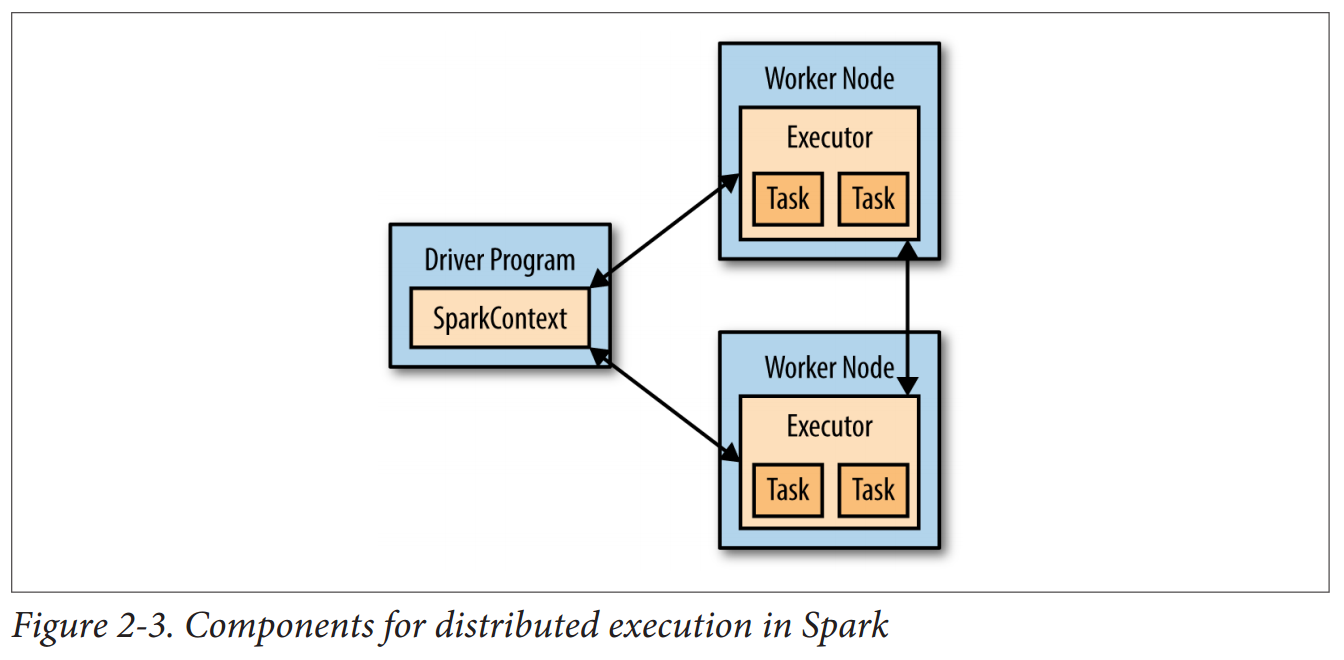 Worker Node
Executor
Task Task
Driver Program
SparkContext
Worker Node
Executor
Task Task
Figure 2-3. Components for distributed execution in Spark